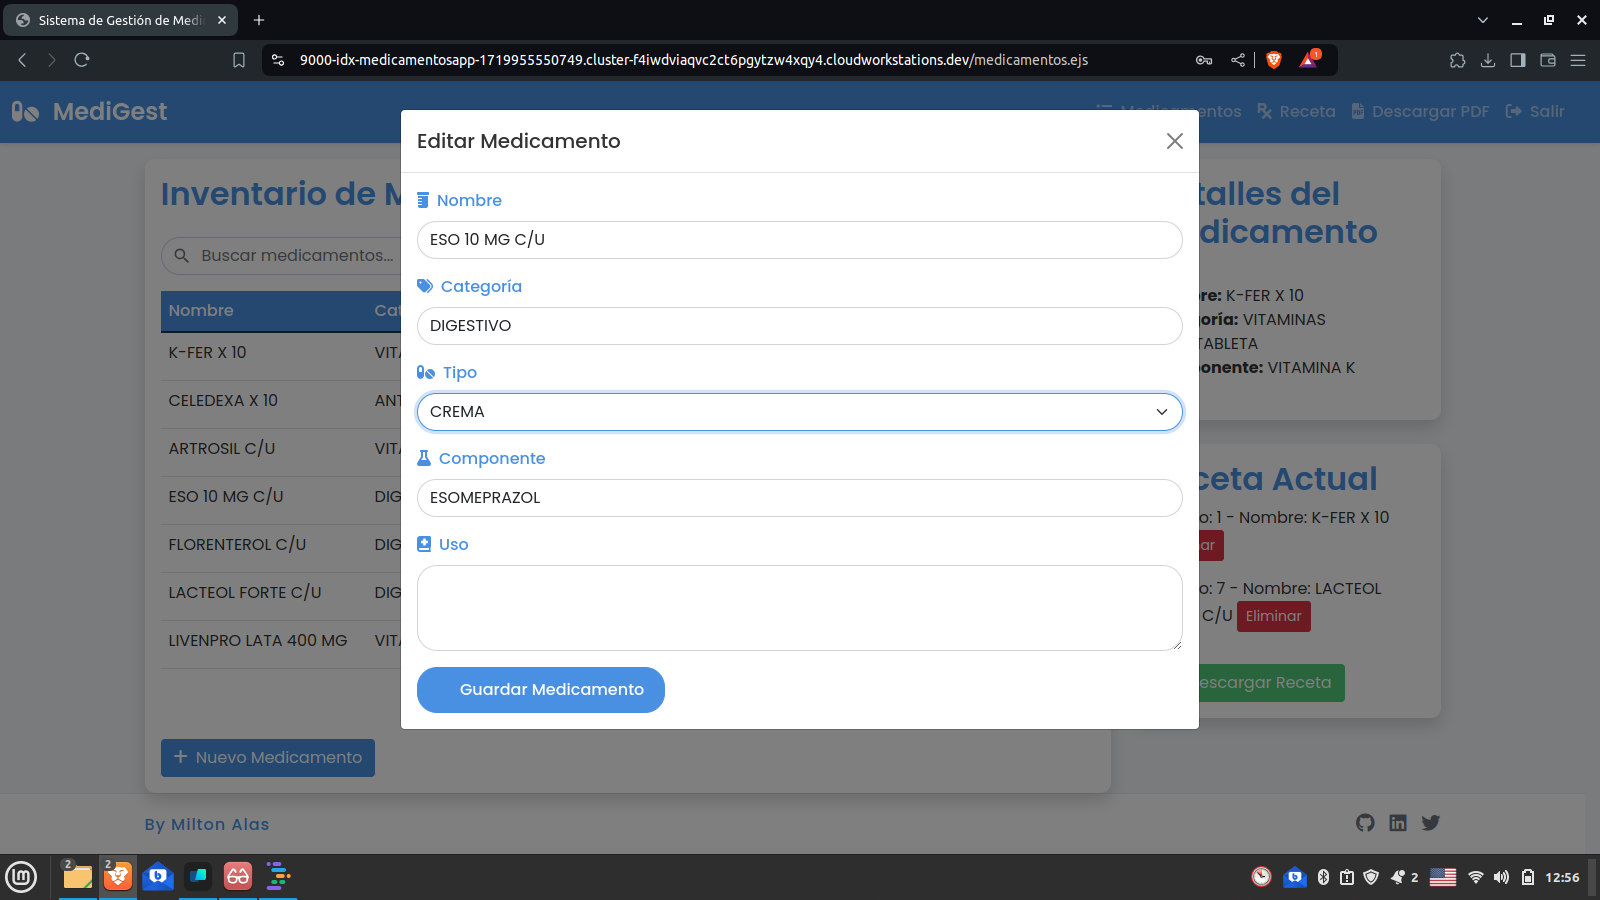 Sistema de Gestión de Medi
9000-idx-medicamentosapp-1719955550749.cluster-f4iwdviaqvc2ct6pgytzw4xqy4.cloudworkstations.dev/medicamentos.ejs
1
MediGest
Medicamentos
Receta
Descargar PDF
Salir
Editar Medicamento
Nombre
ESO 10 MG C/U
Categoría
DIGESTIVO
Tipo
CREMA
Componente
ESOMEPRAZOL
Uso
Guardar Medicamento
Inventario de M
Buscar medicamentos...
Nombre Cat
K-FER X 10 VITA
CELEDEXA X 10 ANT
ARTROSIL C/U VITA
ESO 10 MG C/U DIG
FLORENTEROL C/U DIG
LACTEOL FORTE C/U DIG
LIVENPRO LATA 400 MG VITA
Nuevo Medicamento
talles del
dicamento
re: K-FER X 10
oría: VITAMINAS
TABLETA
onente: VITAMINA K
ceta Actual
o: 1 - Nombre: K-FER X 10
ar
o: 7 - Nombre: LACTEOL
C/U Eliminar
escargar Receta
By Milton Alas
2
2
2
12:56